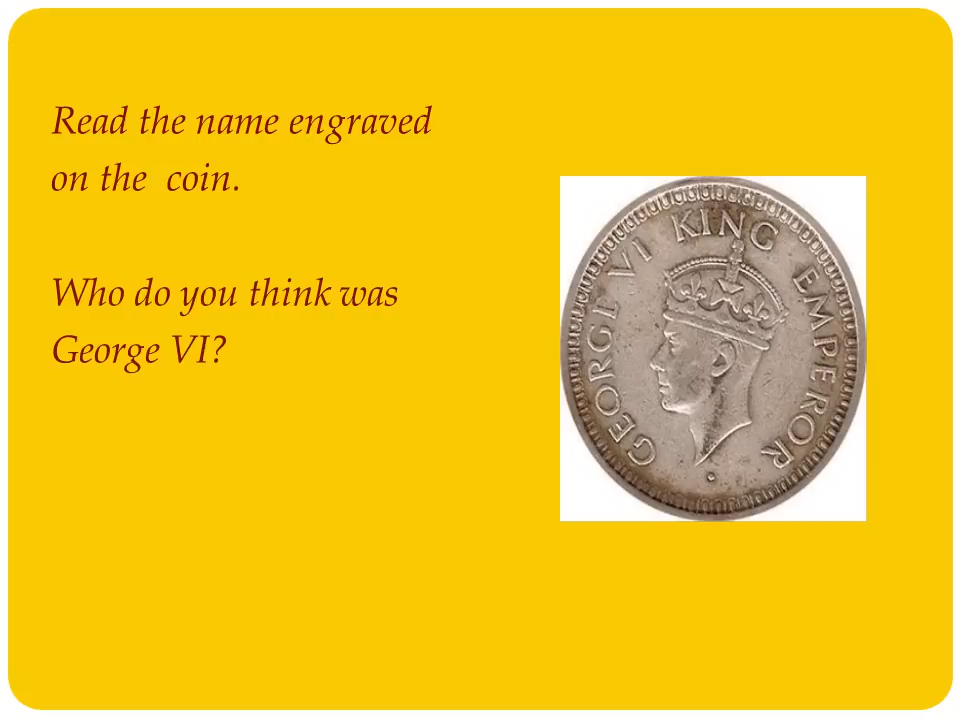 Read the name engraved
on the coin.
Who do you think was
George VI?
GEORGE VI KING EMPEROR